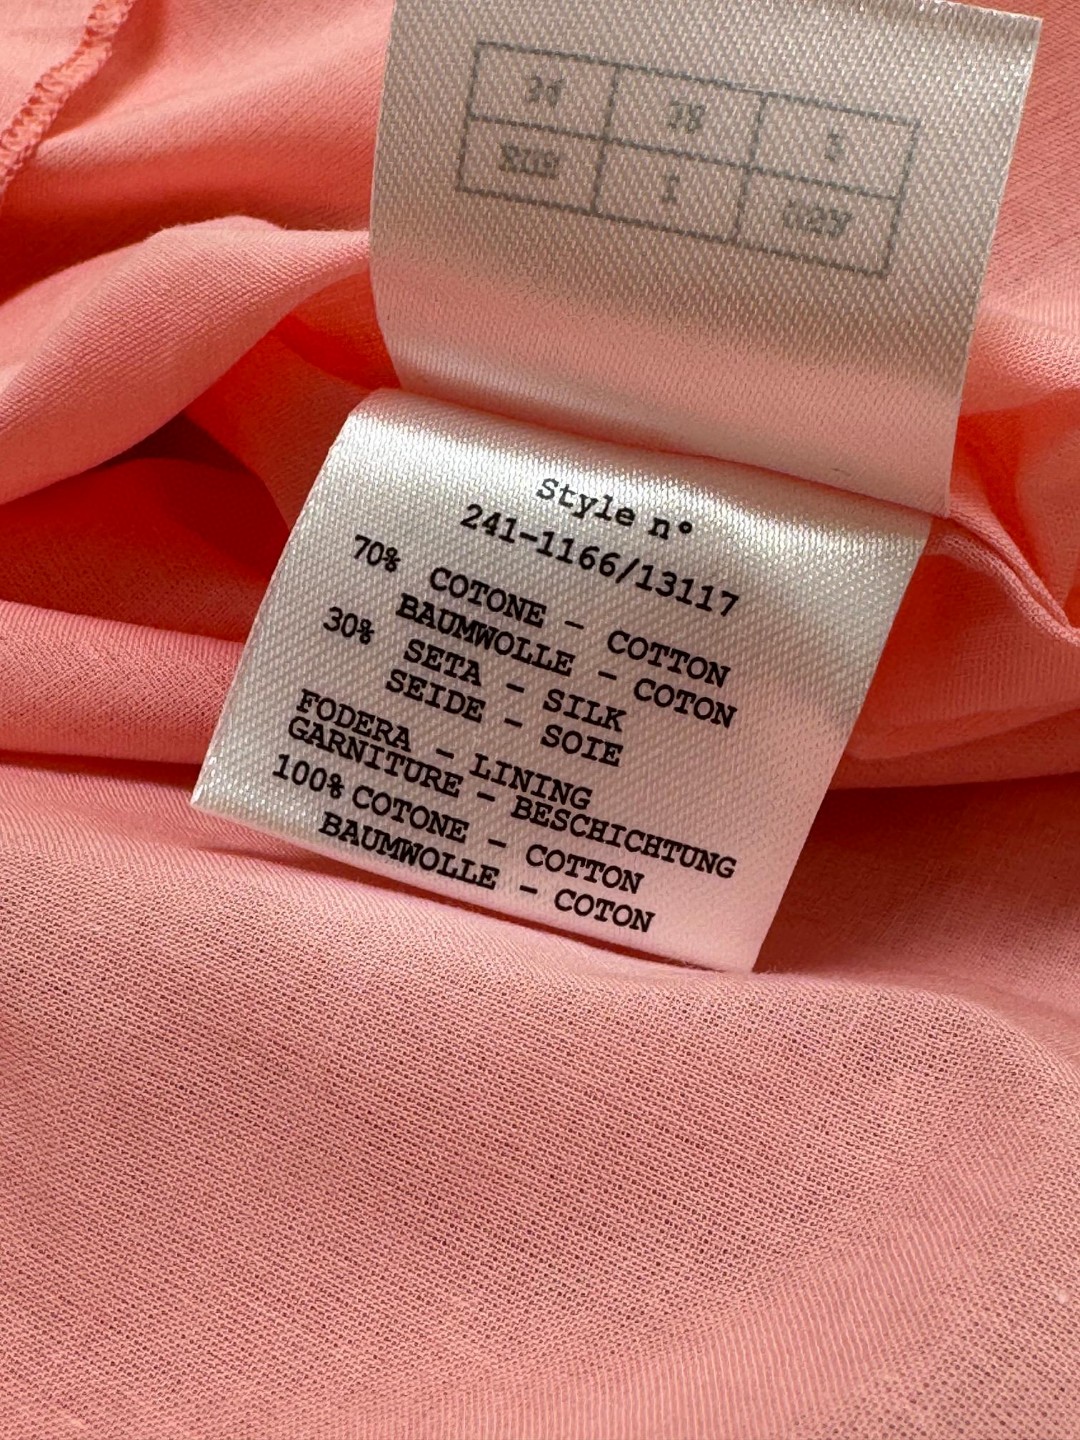 Style n°
241-1166/13117
70% COTONE - COTTON
BAUMWOLLE - COTON
30% SETA - SILK
SEIDE - SOIE
FODERA - LINING
GARNITURE - BESCHICHTUNG
100% COTONE - COTTON
BAUMWOLLE - COTON